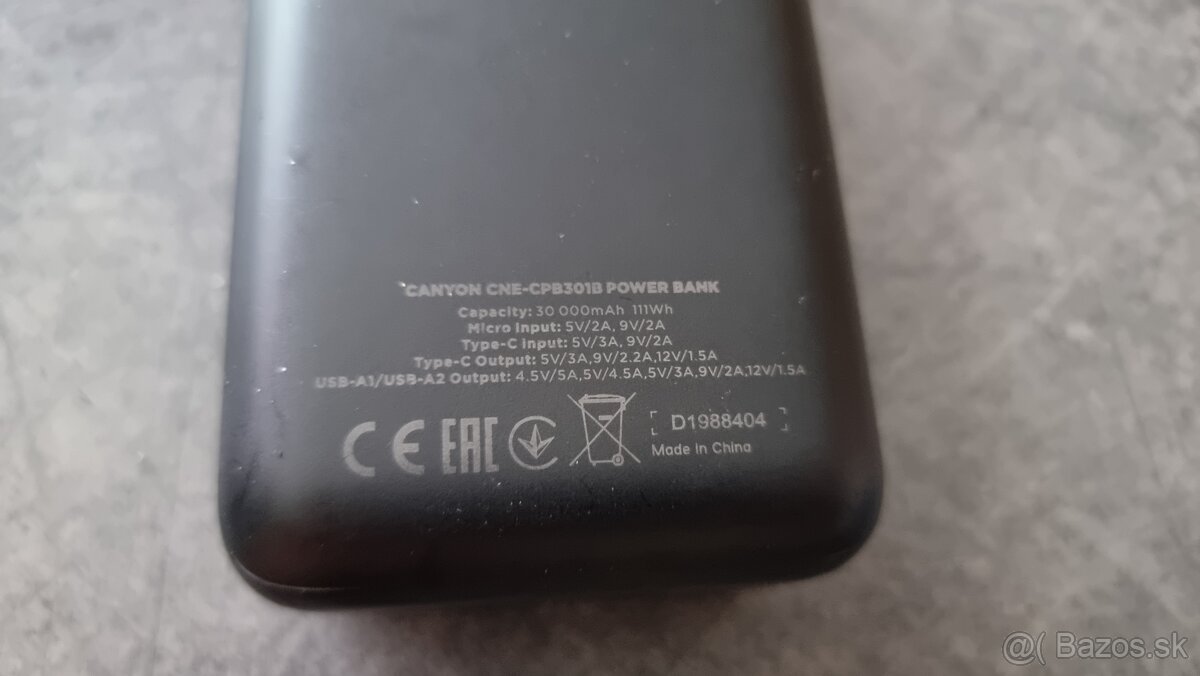 CANYON CNE-CPB301B POWER BANK
Capacity: 30 000mAh 111Wh
Micro Input: 5V/2A, 9V/2A
Type-C Input: 5V/3A, 9V/2A
Type-C Output: 5V/3A,9V/2.2A,12V/1.5A
USB-A1/USB-A2 Output: 4.5V/5A,5V/4.5A,5V/3A,9V/2A,12V/1.5A
CE EAC D1988404
Made in China
@( Bazos.sk